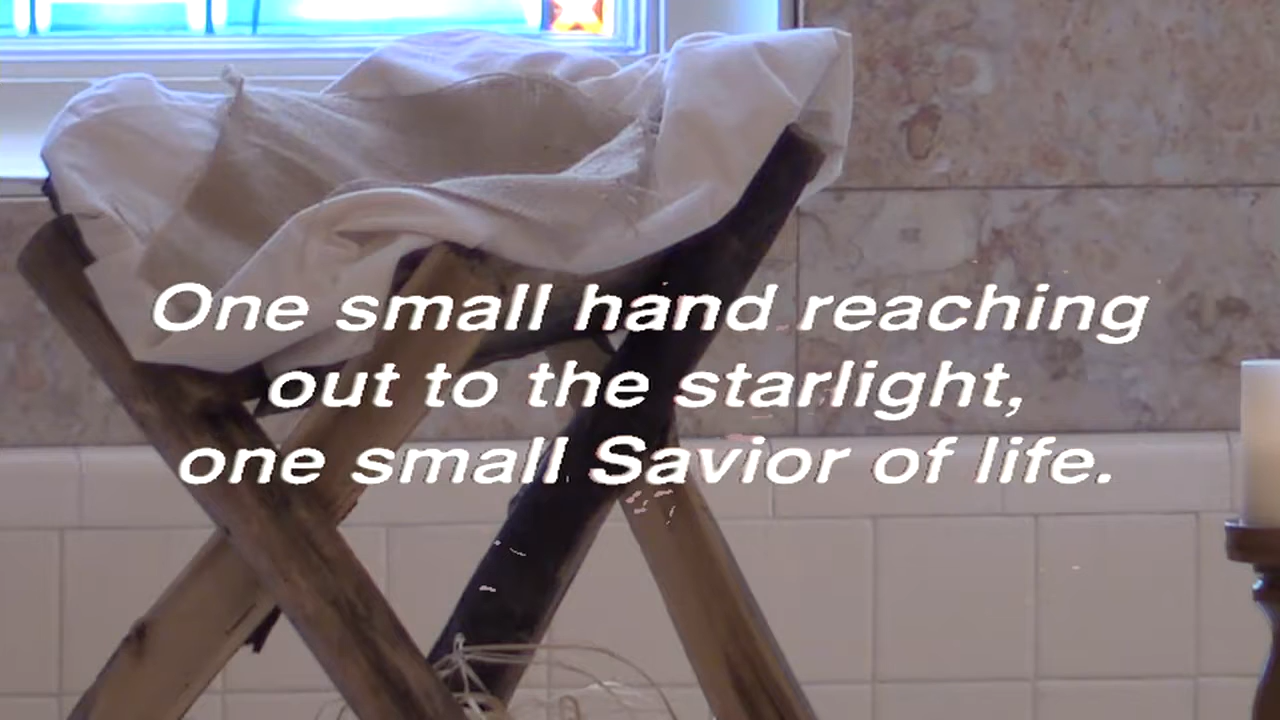 One small hand reaching
out to the starlight,
one small Savior of life.